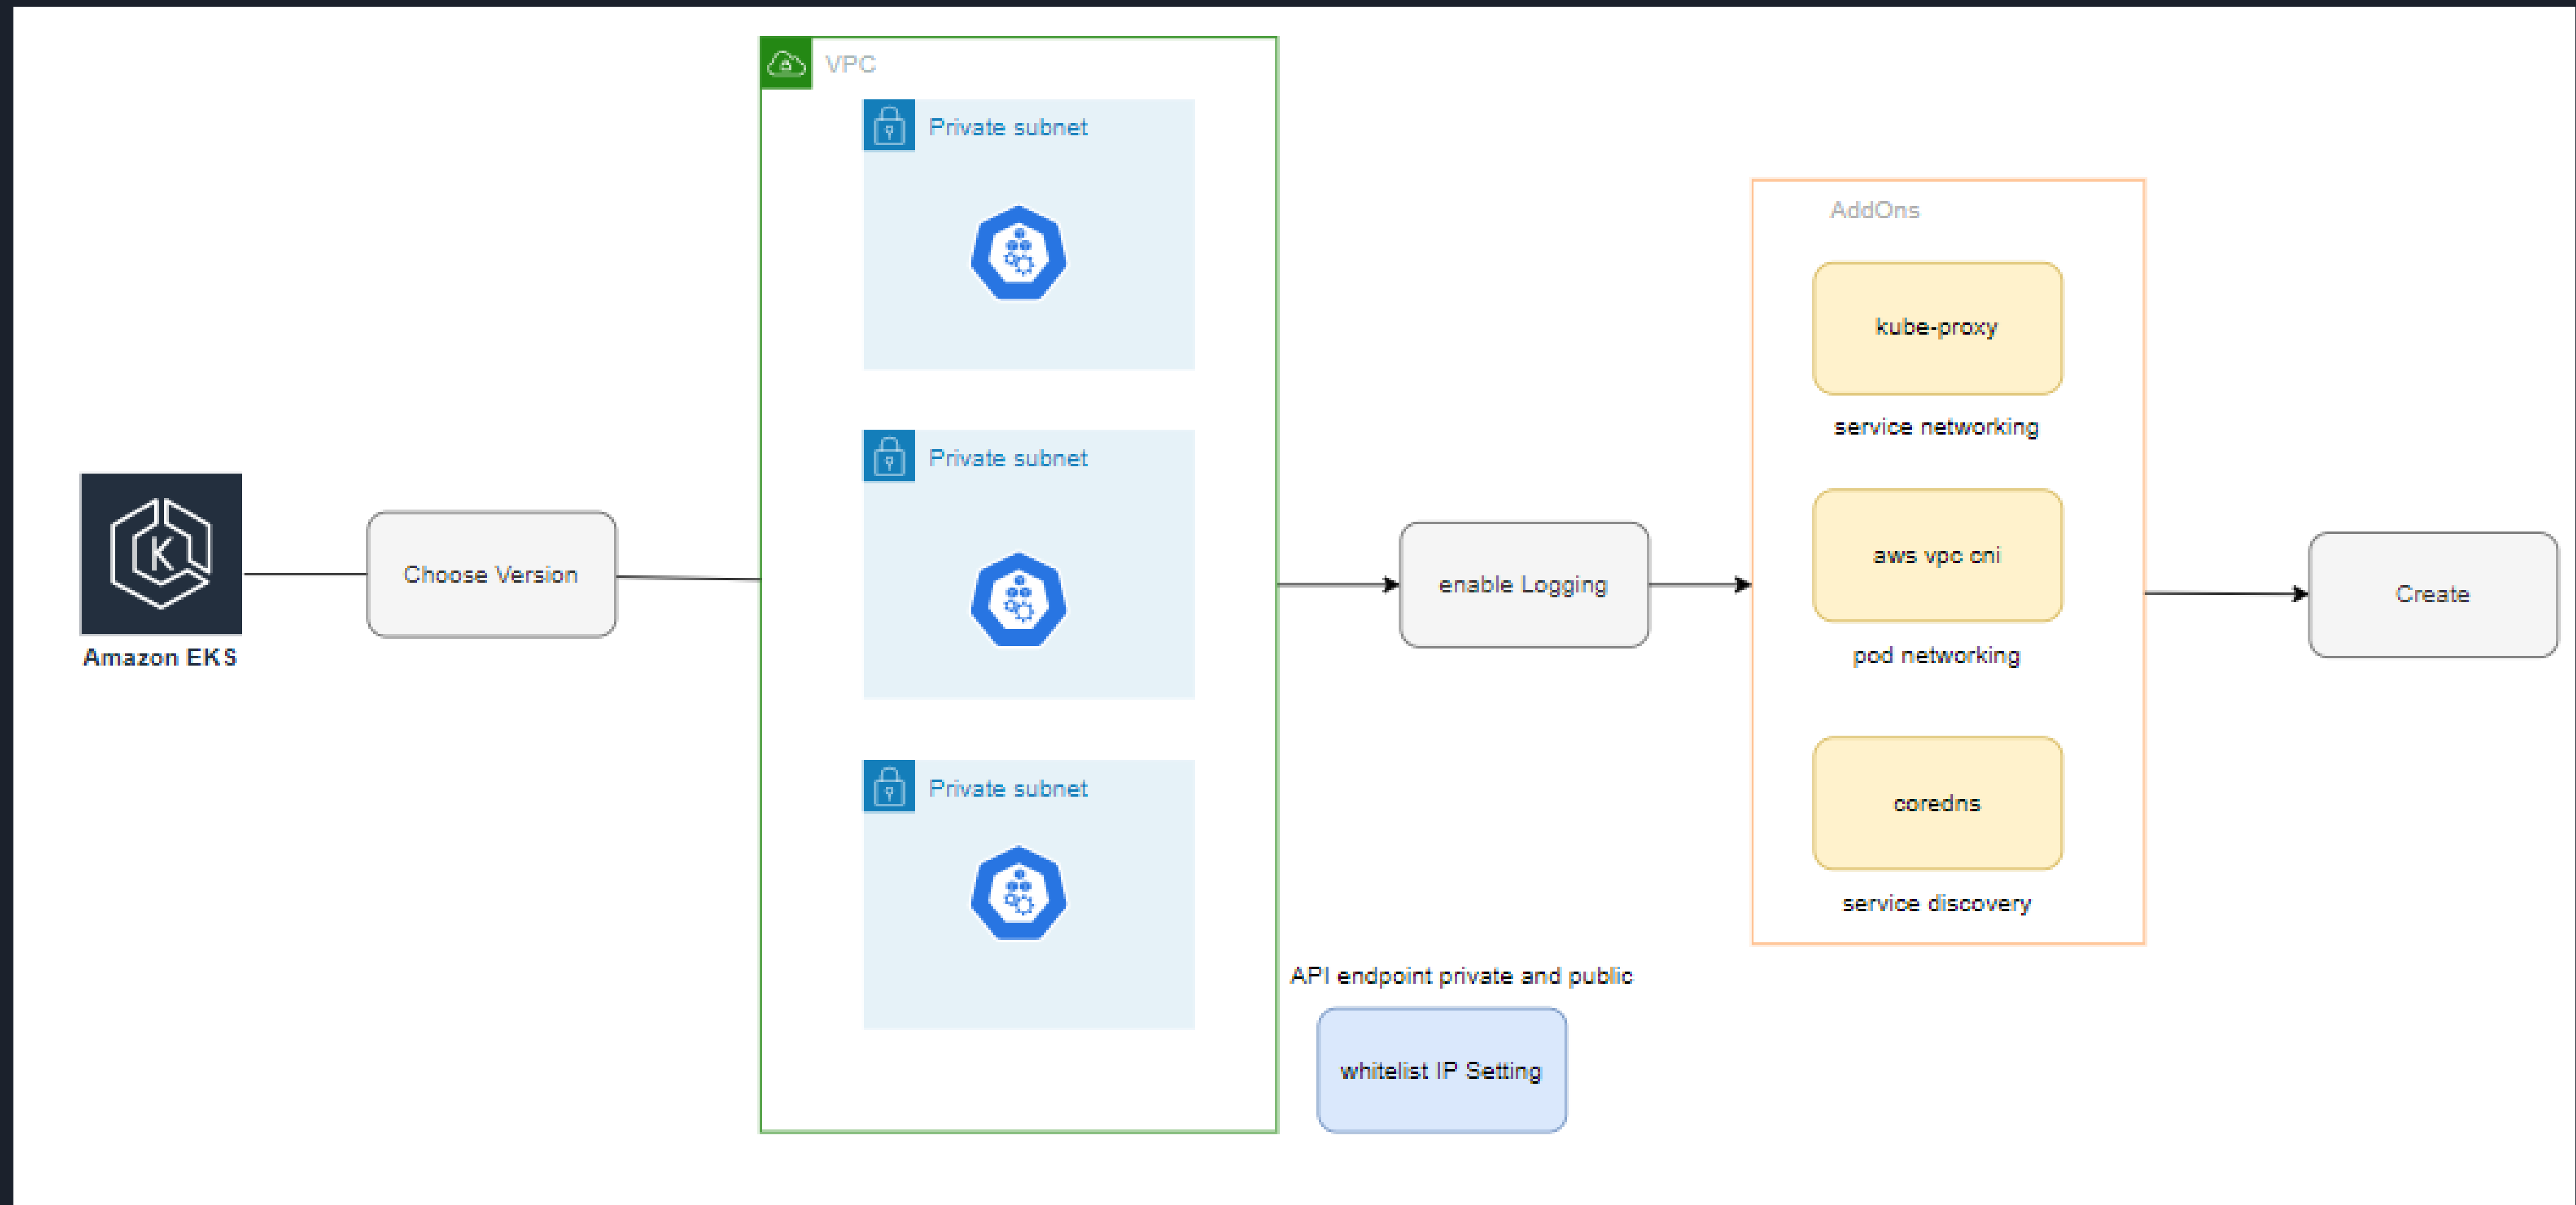 Amazon EKS
Choose Version
VPC
Private subnet
Private subnet
Private subnet
enable Logging
API endpoint private and public
whitelist IP Setting
AddOns
kube-proxy
service networking
aws vpc cni
pod networking
coredns
service discovery
Create